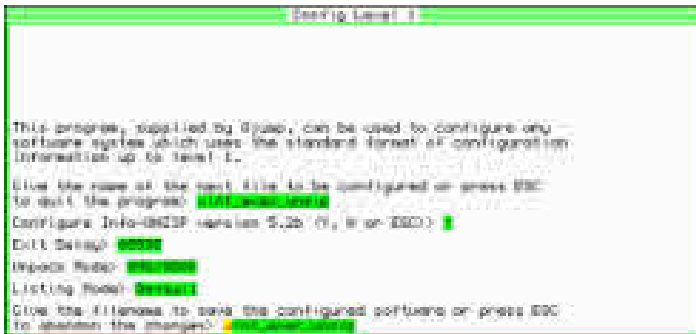 Config Level 1
This program, supplied by QJump, can be used to configure any
software system which uses the standard format of configuration
information up to level 1.
Give the name of the next file to be configured or press ESC
to quit the program>
Configure Info-UNZIP version 5.2b (Y, N or ESC)>
Exit Delay>
Unpack Mode>
Listing Mode> Default
Give the filename to save the configured software or press ESC
to abandon the changes>